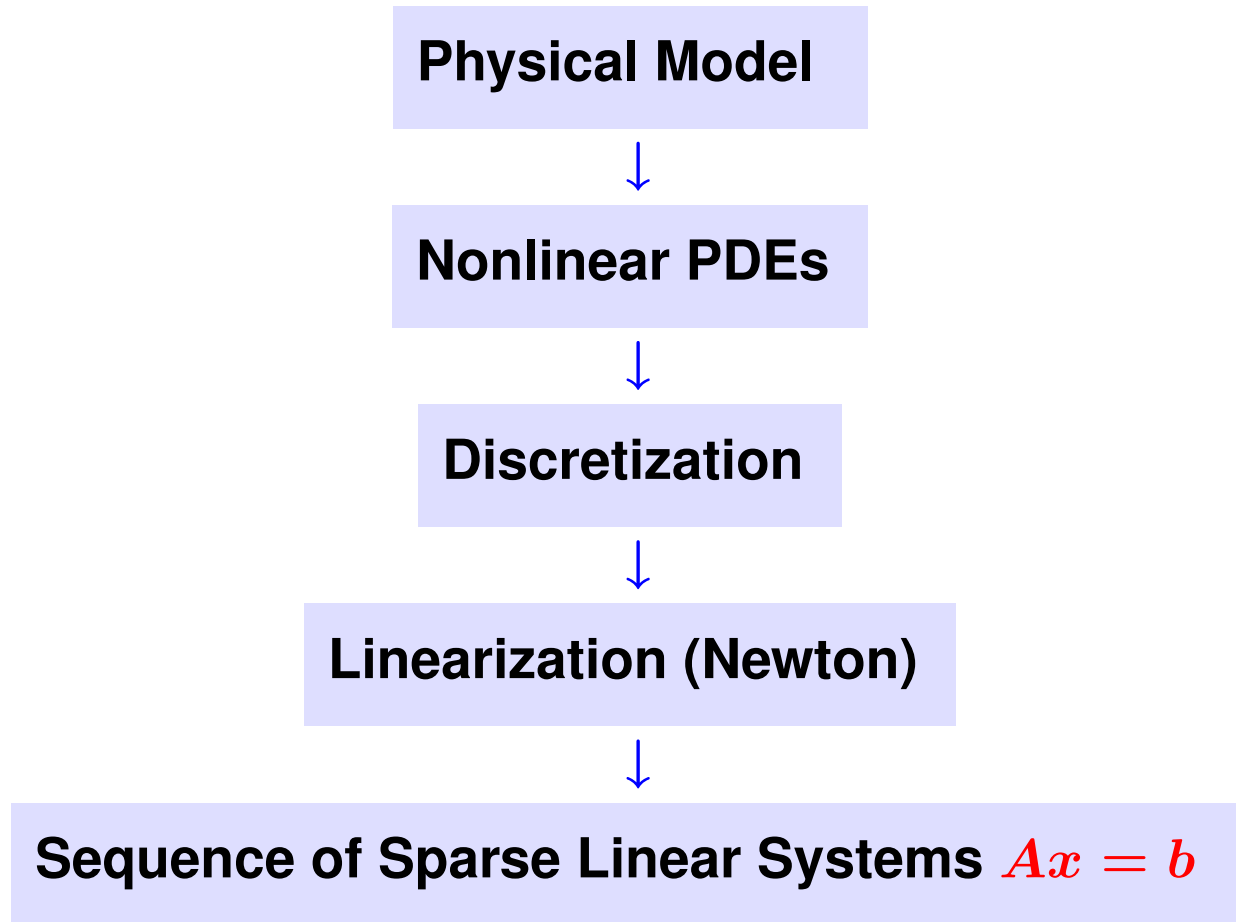 Physical Model
↓
Nonlinear PDEs
↓
Discretization
↓
Linearization (Newton)
↓
Sequence of Sparse Linear Systems Ax = b